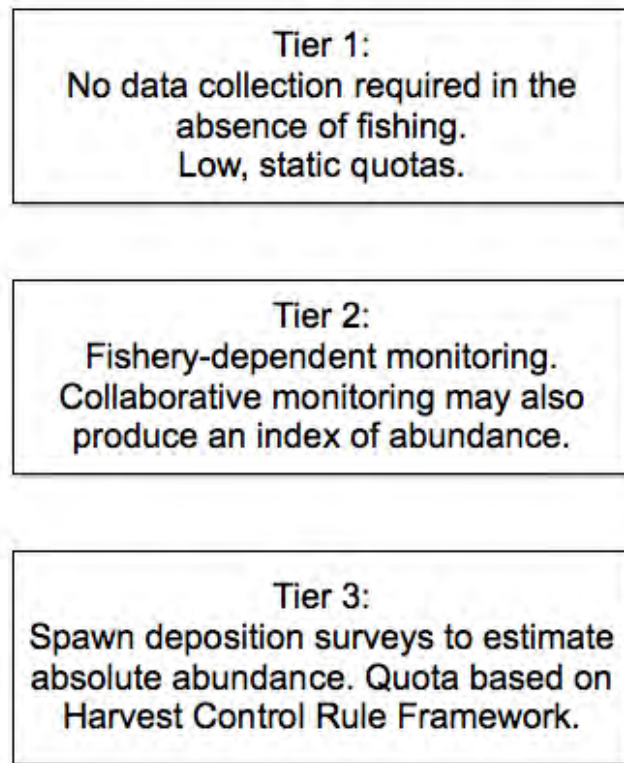 Tier 1:
No data collection required in the
absence of fishing.
Low, static quotas.
Tier 2:
Fishery-dependent monitoring.
Collaborative monitoring may also
produce an index of abundance.
Tier 3:
Spawn deposition surveys to estimate
absolute abundance. Quota based on
Harvest Control Rule Framework.